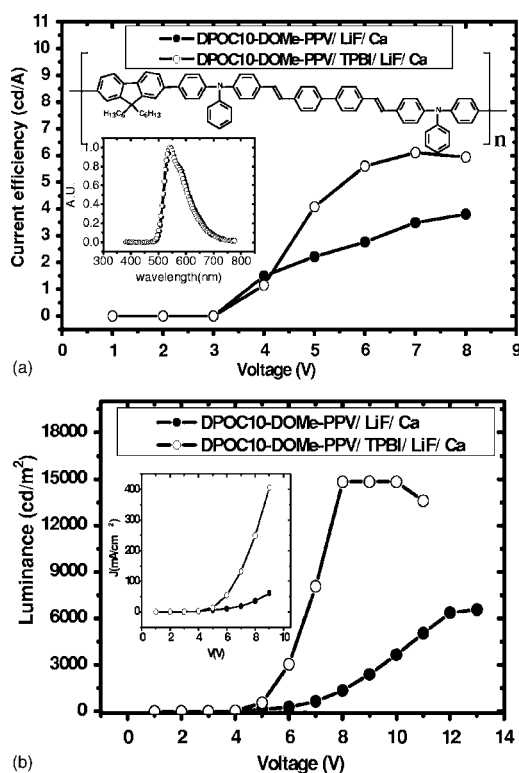 11
10
9
8
7
6
5
4
3
2
1
0
Current efficiency (cd/A)
DPOC10-DOMe-PPV/ LiF/ Ca
DPOC10-DOMe-PPV/ TPBI/ LiF/ Ca
N
N
H13C6
C6H13
n
1.0
0.8
0.6
0.4
0.2
0.0
A.U.
300 400 500 600 700 800
wavelength(nm)
0 1 2 3 4 5 6 7 8 9
Voltage (V)
(a)
18000
15000
12000
9000
6000
3000
0
Luminance (cd/m²)
DPOC10-DOMe-PPV/ LiF/ Ca
DPOC10-DOMe-PPV/ TPBI/ LiF/ Ca
400
300
200
100
0
J(mA/cm⁻²)
0 2 4 6 8 10
V(V)
0 2 4 6 8 10 12 14
Voltage (V)
(b)